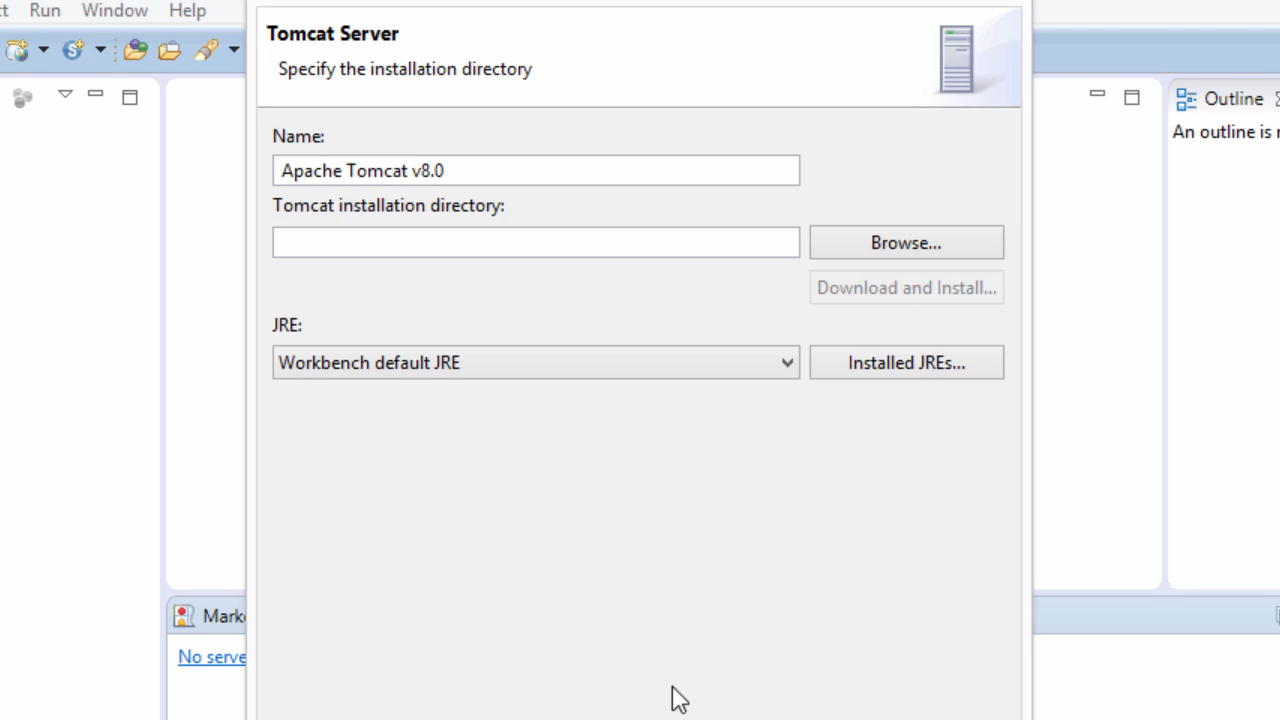 Run Window Help
Tomcat Server
Specify the installation directory
Outline
An outline is
Name:
Apache Tomcat v8.0
Tomcat installation directory:
Browse...
Download and Install...
JRE:
Workbench default JRE
Installed JREs...
Marke
No serve